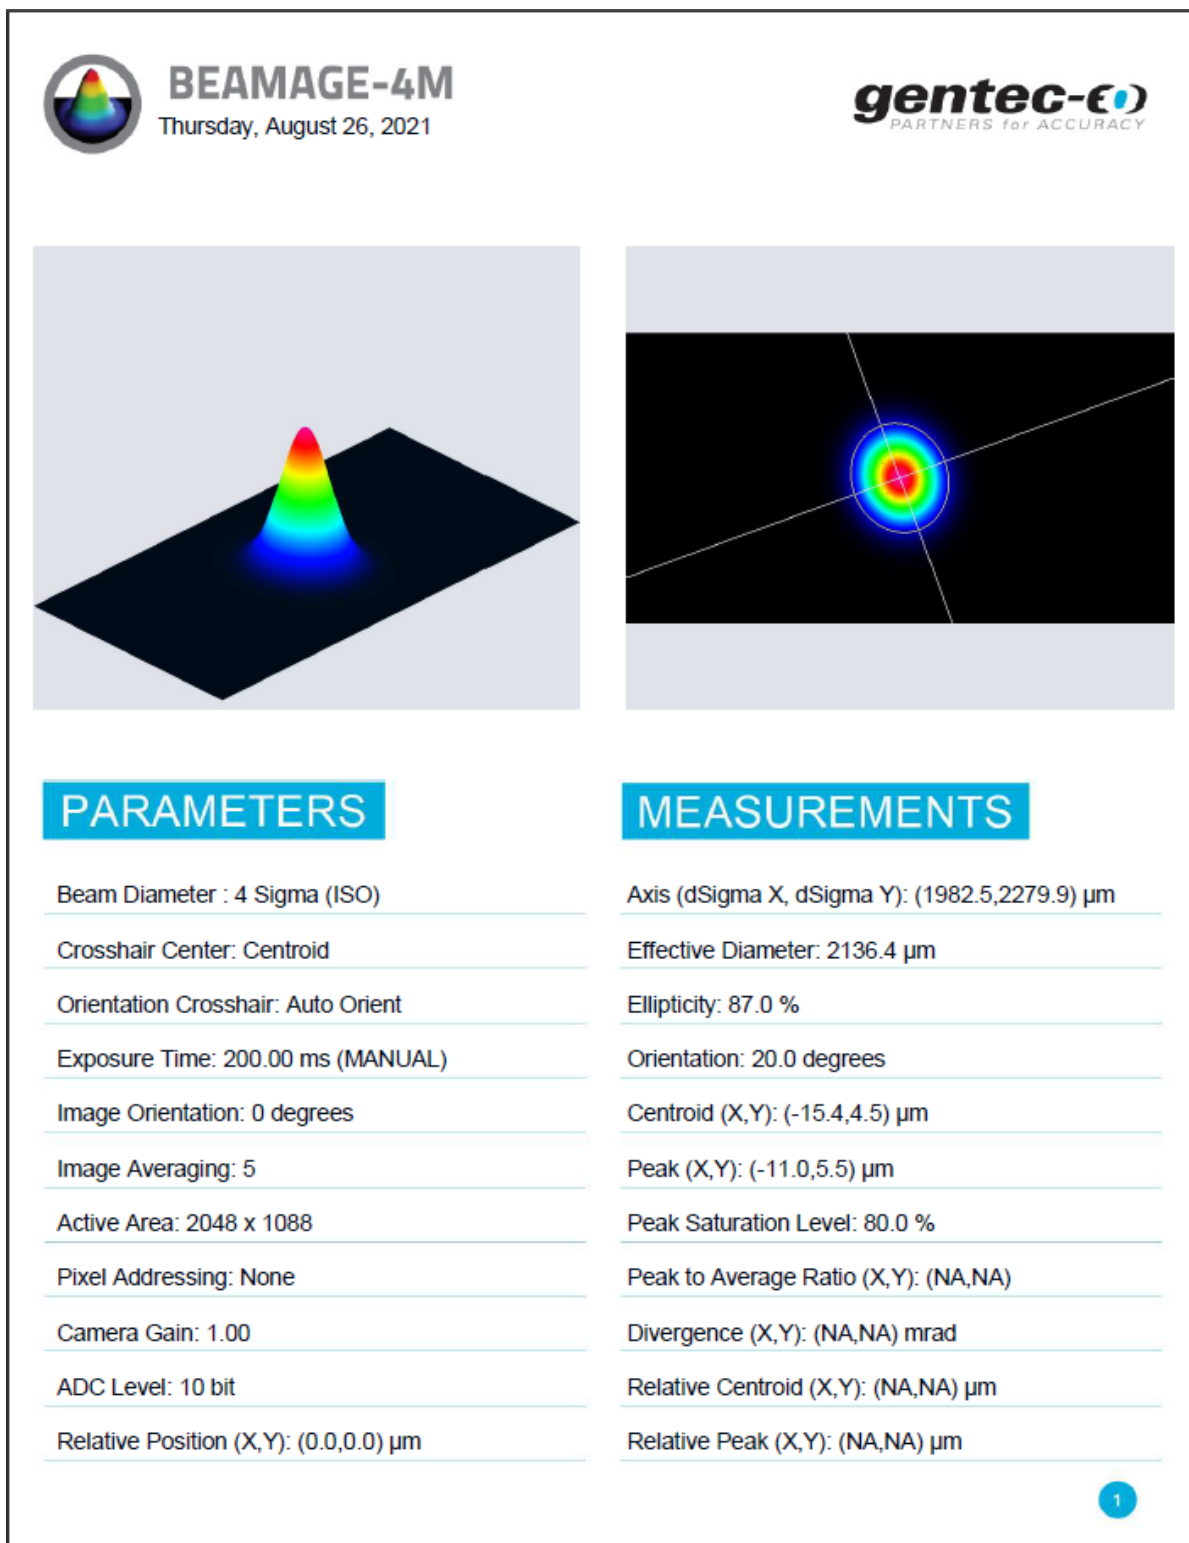 BEAMAGE-4M
Thursday, August 26, 2021
gentec-EO
PARTNERS for ACCURACY
PARAMETERS
Beam Diameter : 4 Sigma (ISO)
Crosshair Center: Centroid
Orientation Crosshair: Auto Orient
Exposure Time: 200.00 ms (MANUAL)
Image Orientation: 0 degrees
Image Averaging: 5
Active Area: 2048 x 1088
Pixel Addressing: None
Camera Gain: 1.00
ADC Level: 10 bit
Relative Position (X,Y): (0.0,0.0) µm
MEASUREMENTS
Axis (dSigma X, dSigma Y): (1982.5,2279.9) µm
Effective Diameter: 2136.4 µm
Ellipticity: 87.0 %
Orientation: 20.0 degrees
Centroid (X,Y): (-15.4,4.5) µm
Peak (X,Y): (-11.0,5.5) µm
Peak Saturation Level: 80.0 %
Peak to Average Ratio (X,Y): (NA,NA)
Divergence (X,Y): (NA,NA) mrad
Relative Centroid (X,Y): (NA,NA) µm
Relative Peak (X,Y): (NA,NA) µm
1